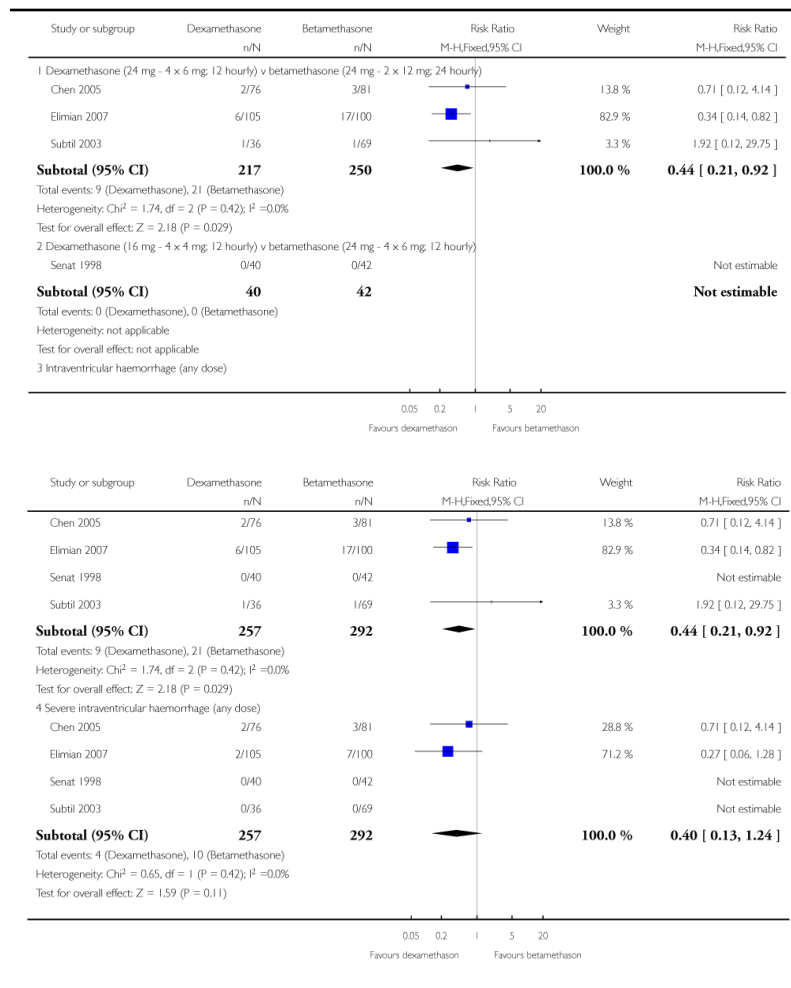 Study or subgroup Dexamethasone Betamethasone Risk Ratio Weight Risk Ratio
n/N n/N M-H,Fixed,95% CI M-H,Fixed,95% CI
1 Dexamethasone (24 mg - 4 x 6 mg; 12 hourly) v betamethasone (24 mg - 2 x 12 mg; 24 hourly)
Chen 2005 2/76 3/81 13.8 % 0.71 [ 0.12, 4.14 ]
Elimian 2007 6/105 17/100 82.9 % 0.34 [ 0.14, 0.82 ]
Subtil 2003 1/36 1/69 3.3 % 1.92 [ 0.12, 29.75 ]
Subtotal (95% CI) 217 250 100.0 % 0.44 [ 0.21, 0.92 ]
Total events: 9 (Dexamethasone), 21 (Betamethasone)
Heterogeneity: Chi² = 1.74, df = 2 (P = 0.42); I² =0.0%
Test for overall effect: Z = 2.18 (P = 0.029)
2 Dexamethasone (16 mg - 4 x 4 mg; 12 hourly) v betamethasone (24 mg - 4 x 6 mg; 12 hourly)
Senat 1998 0/40 0/42 Not estimable
Subtotal (95% CI) 40 42 Not estimable
Total events: 0 (Dexamethasone), 0 (Betamethasone)
Heterogeneity: not applicable
Test for overall effect: not applicable
3 Intraventricular haemorrhage (any dose)
0.05 0.2 1 5 20
Favours dexamethason Favours betamethason
Study or subgroup Dexamethasone Betamethasone Risk Ratio Weight Risk Ratio
n/N n/N M-H,Fixed,95% CI M-H,Fixed,95% CI
Chen 2005 2/76 3/81 13.8 % 0.71 [ 0.12, 4.14 ]
Elimian 2007 6/105 17/100 82.9 % 0.34 [ 0.14, 0.82 ]
Senat 1998 0/40 0/42 Not estimable
Subtil 2003 1/36 1/69 3.3 % 1.92 [ 0.12, 29.75 ]
Subtotal (95% CI) 257 292 100.0 % 0.44 [ 0.21, 0.92 ]
Total events: 9 (Dexamethasone), 21 (Betamethasone)
Heterogeneity: Chi² = 1.74, df = 2 (P = 0.42); I² =0.0%
Test for overall effect: Z = 2.18 (P = 0.029)
4 Severe intraventricular haemorrhage (any dose)
Chen 2005 2/76 3/81 28.8 % 0.71 [ 0.12, 4.14 ]
Elimian 2007 2/105 7/100 71.2 % 0.27 [ 0.06, 1.28 ]
Senat 1998 0/40 0/42 Not estimable
Subtil 2003 0/36 0/69 Not estimable
Subtotal (95% CI) 257 292 100.0 % 0.40 [ 0.13, 1.24 ]
Total events: 4 (Dexamethasone), 10 (Betamethasone)
Heterogeneity: Chi² = 0.65, df = 1 (P = 0.42); I² =0.0%
Test for overall effect: Z = 1.59 (P = 0.11)
0.05 0.2 1 5 20
Favours dexamethason Favours betamethason